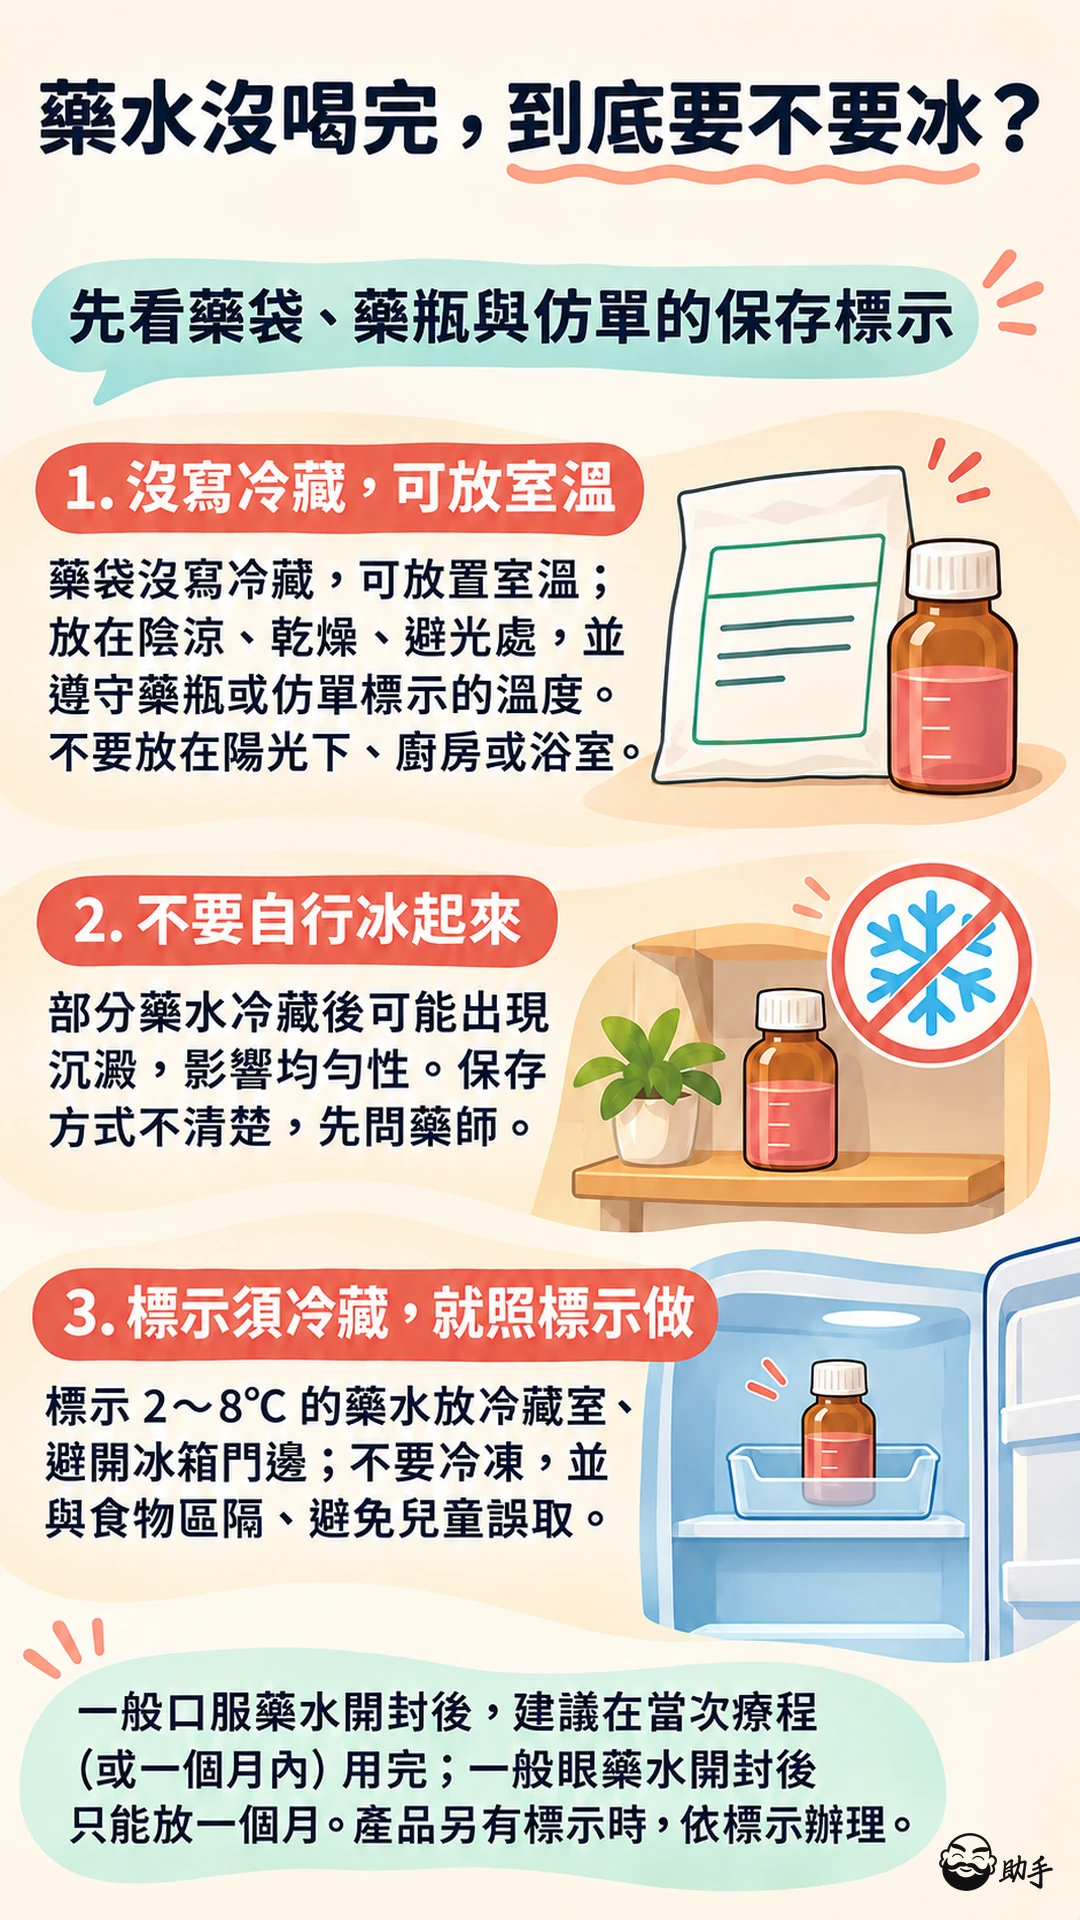 藥水沒喝完，到底要不要冰？
先看藥袋、藥瓶與仿單的保存標示
1. 沒寫冷藏，可放室溫
藥袋沒寫冷藏，可放置室溫；
放在陰涼、乾燥、避光處，並
遵守藥瓶或仿單標示的溫度。
不要放在陽光下、廚房或浴室。
2. 不要自行冰起來
部分藥水冷藏後可能出現
沉澱，影響均勻性。保存
方式不清楚，先問藥師。
3. 標示須冷藏，就照標示做
標示 2～8℃ 的藥水放冷藏室、
避開冰箱門邊；不要冷凍，並
與食物區隔、避免兒童誤取。
一般口服藥水開封後，建議在當次療程
（或一個月內）用完；一般眼藥水開封後
只能放一個月。產品另有標示時，依標示辦理。
助手